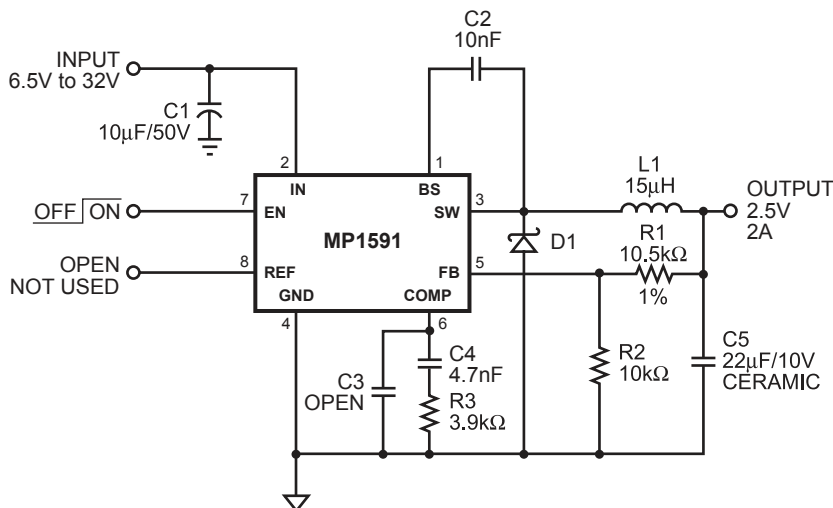 C2
10nF
INPUT
6.5V to 32V
C1
10µF/50V
2
1
IN
BS
L1
15µH
OUTPUT
2.5V
2A
7
3
OFF ON
EN
SW
MP1591
D1
R1
10.5kΩ
1%
OPEN
NOT USED
8
5
REF
FB
GND
COMP
4
6
C3
OPEN
C4
4.7nF
R3
3.9kΩ
R2
10kΩ
C5
22µF/10V
CERAMIC